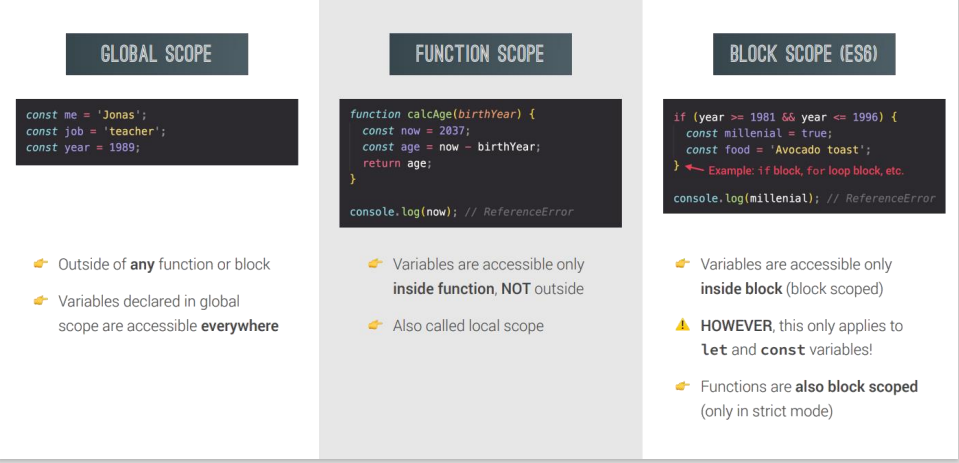 GLOBAL SCOPE
const me = 'Jonas';
const job = 'teacher';
const year = 1989;
👉 Outside of any function or block
👉 Variables declared in global
scope are accessible everywhere
FUNCTION SCOPE
function calcAge(birthYear) {
  const now = 2037;
  const age = now − birthYear;
  return age;
}
console.log(now); // ReferenceError
👉 Variables are accessible only
inside function, NOT outside
👉 Also called local scope
BLOCK SCOPE (ES6)
if (year >= 1981 && year <= 1996) {
  const millenial = true;
  const food = 'Avocado toast';
} Example: if block, for loop block, etc.
console.log(millenial); // ReferenceError
👉 Variables are accessible only
inside block (block scoped)
⚠️ HOWEVER, this only applies to
let and const variables!
👉 Functions are also block scoped
(only in strict mode)